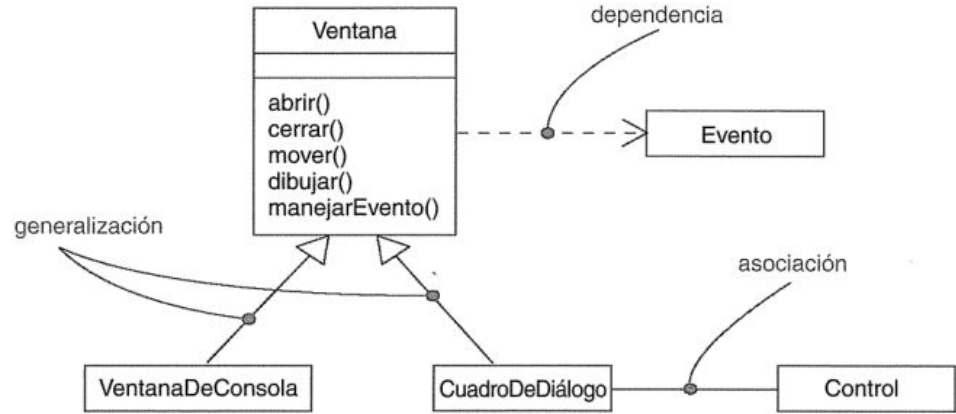 dependencia
Ventana
abrir()
cerrar()
mover()
dibujar()
manejarEvento()
Evento
generalización
asociación
VentanaDeConsola
CuadroDeDiálogo
Control